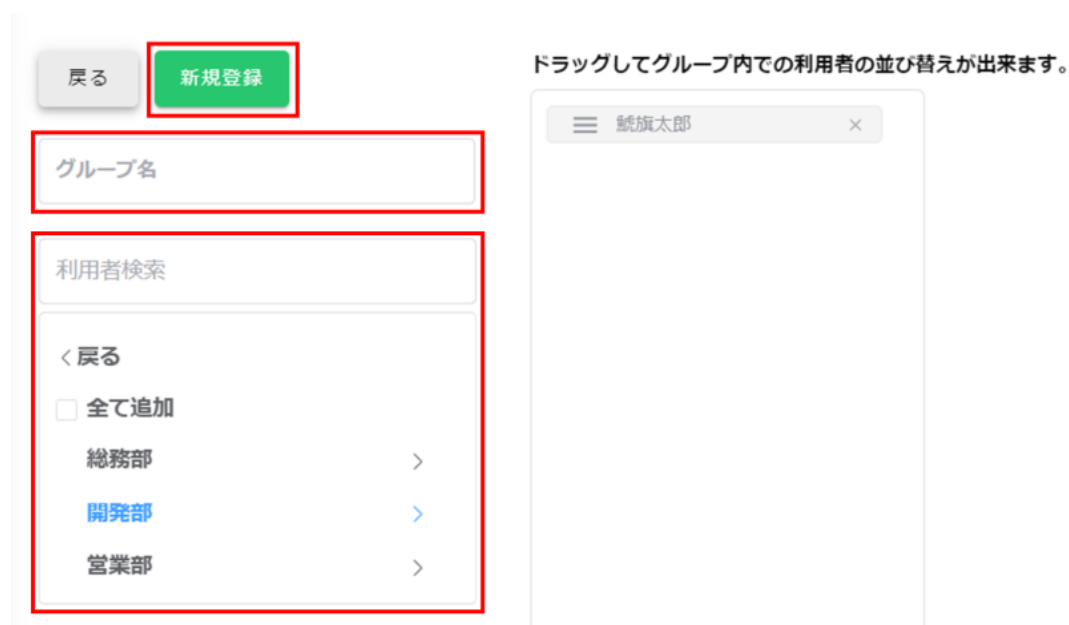 戻る
新規登録
グループ名
利用者検索
戻る
全て追加
総務部
開発部
営業部
ドラッグしてグループ内での利用者の並び替えが出来ます。
鯱旗太郎